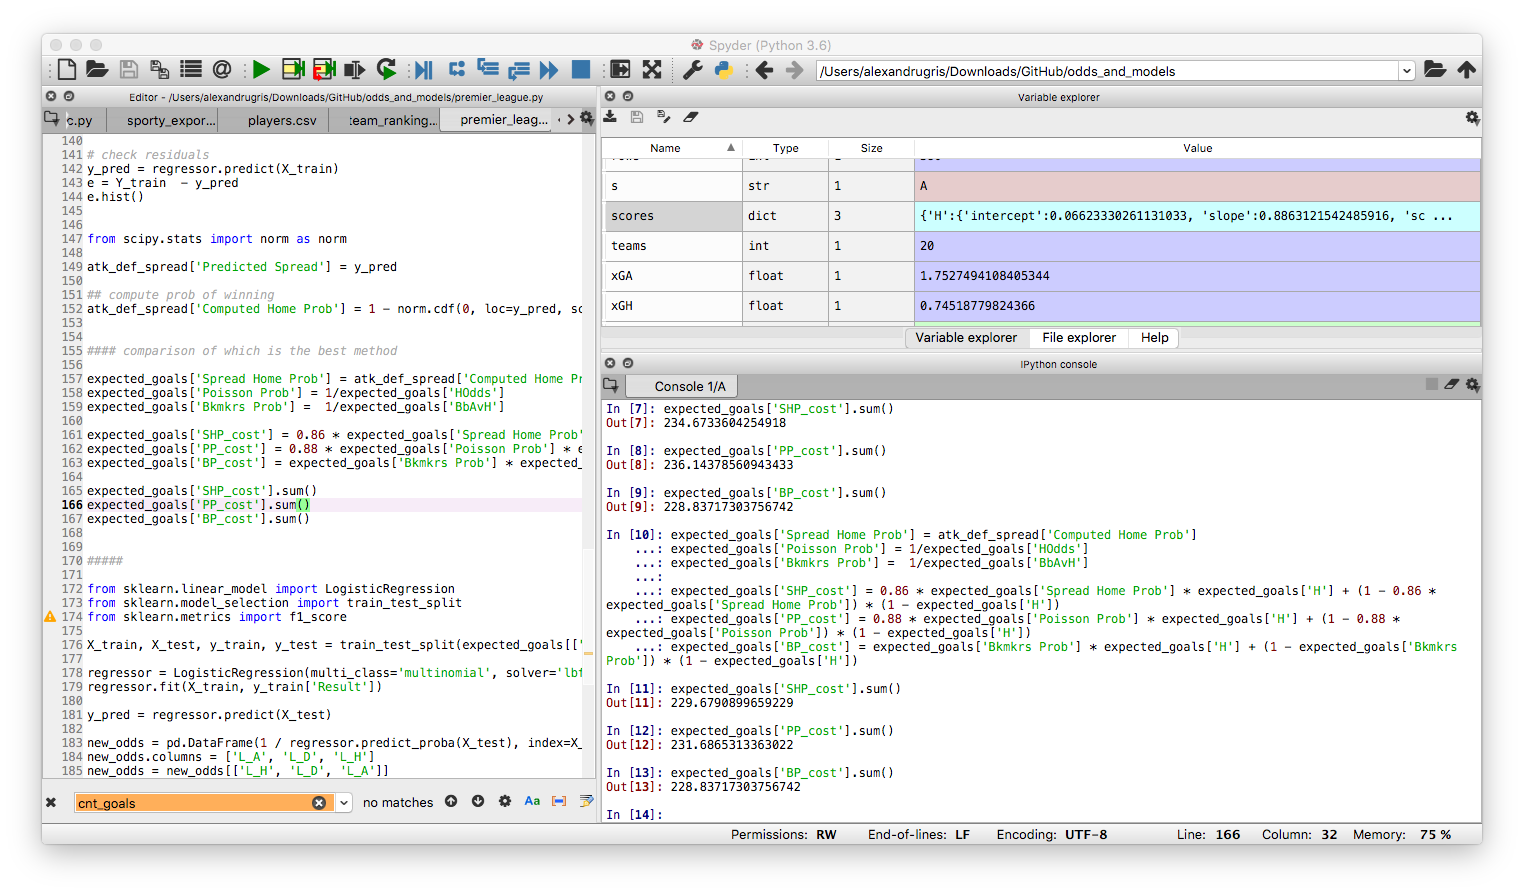 Spyder (Python 3.6)
/Users/alexandrugris/Downloads/GitHub/odds_and_models
Editor - /Users/alexandrugris/Downloads/GitHub/odds_and_models/premier_league.py
c.py
sporty_expor...
players.csv
team_ranking...
premier_leag...
140
141 # check residuals
142 y_pred = regressor.predict(X_train)
143 e = Y_train  - y_pred
144 e.hist()
145
146
147 from scipy.stats import norm as norm
148
149 atk_def_spread['Predicted Spread'] = y_pred
150
151 ## compute prob of winning
152 atk_def_spread['Computed Home Prob'] = 1 - norm.cdf(0, loc=y_pred, sc
153
154
155 #### comparison of which is the best method
156
157 expected_goals['Spread Home Prob'] = atk_def_spread['Computed Home Pr
158 expected_goals['Poisson Prob'] = 1/expected_goals['HOdds']
159 expected_goals['Bkmkrs Prob'] =  1/expected_goals['BbAvH']
160
161 expected_goals['SHP_cost'] = 0.86 * expected_goals['Spread Home Prob'
162 expected_goals['PP_cost'] = 0.88 * expected_goals['Poisson Prob'] * e
163 expected_goals['BP_cost'] = expected_goals['Bkmkrs Prob'] * expected_
164
165 expected_goals['SHP_cost'].sum()
166 expected_goals['PP_cost'].sum()
167 expected_goals['BP_cost'].sum()
168
169
170 #####
171
172 from sklearn.linear_model import LogisticRegression
173 from sklearn.model_selection import train_test_split
174 from sklearn.metrics import f1_score
175
176 X_train, X_test, y_train, y_test = train_test_split(expected_goals[['
177
178 regressor = LogisticRegression(multi_class='multinomial', solver='lbf
179 regressor.fit(X_train, y_train['Result'])
180
181 y_pred = regressor.predict(X_test)
182
183 new_odds = pd.DataFrame(1 / regressor.predict_proba(X_test), index=X_
184 new_odds.columns = ['L_A', 'L_D', 'L_H']
185 new_odds = new_odds[['L_H', 'L_D', 'L_A']]
cnt_goals
no matches
Aa
Variable explorer
Name Type Size Value
s str 1 A
scores dict 3 {'H':{'intercept':0.06623330261131033, 'slope':0.8863121542485916, 'sc ...
teams int 1 20
xGA float 1 1.7527494108405344
xGH float 1 0.74518779824366
Variable explorer
File explorer
Help
IPython console
Console 1/A
In [7]: expected_goals['SHP_cost'].sum()
Out[7]: 234.6733604254918
In [8]: expected_goals['PP_cost'].sum()
Out[8]: 236.14378560943433
In [9]: expected_goals['BP_cost'].sum()
Out[9]: 228.83717303756742
In [10]: expected_goals['Spread Home Prob'] = atk_def_spread['Computed Home Prob']
...: expected_goals['Poisson Prob'] = 1/expected_goals['HOdds']
...: expected_goals['Bkmkrs Prob'] =  1/expected_goals['BbAvH']
...:
...: expected_goals['SHP_cost'] = 0.86 * expected_goals['Spread Home Prob'] * expected_goals['H'] + (1 - 0.86 *
expected_goals['Spread Home Prob']) * (1 - expected_goals['H'])
...: expected_goals['PP_cost'] = 0.88 * expected_goals['Poisson Prob'] * expected_goals['H'] + (1 - 0.88 *
expected_goals['Poisson Prob']) * (1 - expected_goals['H'])
...: expected_goals['BP_cost'] = expected_goals['Bkmkrs Prob'] * expected_goals['H'] + (1 - expected_goals['Bkmkrs
Prob']) * (1 - expected_goals['H'])
In [11]: expected_goals['SHP_cost'].sum()
Out[11]: 229.6790899659229
In [12]: expected_goals['PP_cost'].sum()
Out[12]: 231.6865313363022
In [13]: expected_goals['BP_cost'].sum()
Out[13]: 228.83717303756742
In [14]:
Permissions: RW End-of-lines: LF Encoding: UTF-8 Line: 166 Column: 32 Memory: 75 %